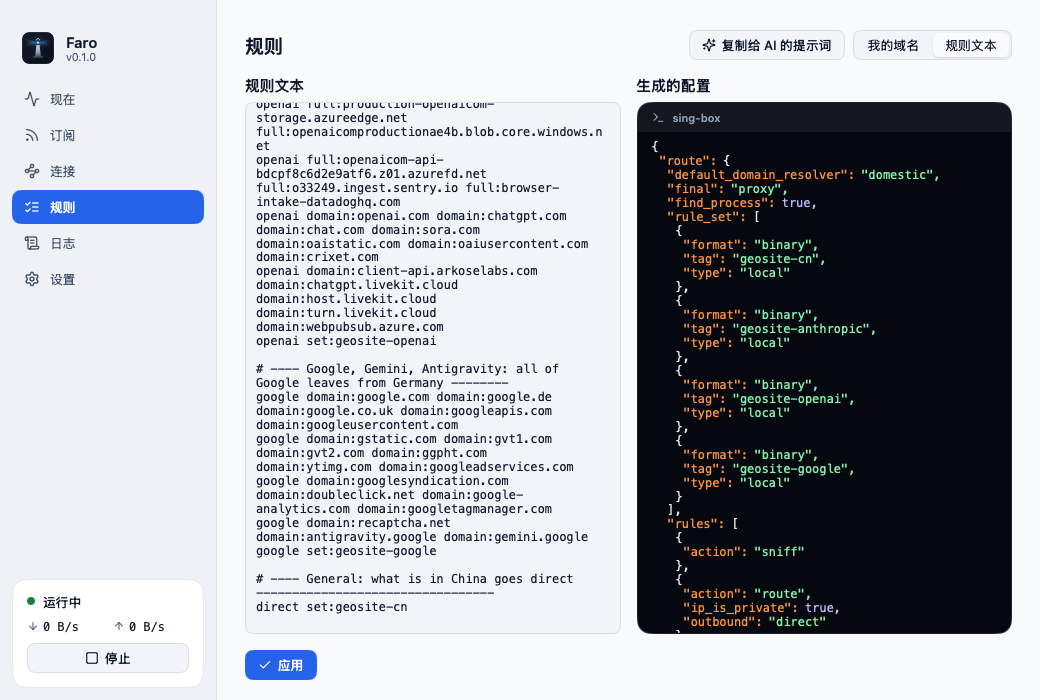 Faro
v0.1.0
现在
订阅
连接
规则
日志
设置
运行中
↓ 0 B/s ↑ 0 B/s
停止
规则
复制给 AI 的提示词
我的域名
规则文本
规则文本
openai full:production-openaicom-
storage.azureedge.net
full:openaicomproductionae4b.blob.core.windows.n
et
openai full:openaicom-api-
bdcpf8c6d2e9atf6.z01.azurefd.net
full:o33249.ingest.sentry.io full:browser-
intake-datadoghq.com
openai domain:openai.com domain:chatgpt.com
domain:chat.com domain:sora.com
domain:oaistatic.com domain:oaiusercontent.com
domain:crixet.com
openai domain:client-api.arkoselabs.com
domain:chatgpt.livekit.cloud
domain:host.livekit.cloud
domain:turn.livekit.cloud
domain:webpubsub.azure.com
openai set:geosite-openai
# ---- Google, Gemini, Antigravity: all of
Google leaves from Germany --------
google domain:google.com domain:google.de
domain:google.co.uk domain:googleapis.com
domain:googleusercontent.com
google domain:gstatic.com domain:gvt1.com
domain:gvt2.com domain:ggpht.com
domain:ytimg.com domain:googleadservices.com
google domain:googlesyndication.com
domain:doubleclick.net domain:google-
analytics.com domain:googletagmanager.com
google domain:recaptcha.net
domain:antigravity.google domain:gemini.google
google set:geosite-google
# ---- General: what is in China goes direct
---------------------------------
direct set:geosite-cn
应用
生成的配置
sing-box
{
"route": {
"default_domain_resolver": "domestic",
"final": "proxy",
"find_process": true,
"rule_set": [
{
"format": "binary",
"tag": "geosite-cn",
"type": "local"
},
{
"format": "binary",
"tag": "geosite-anthropic",
"type": "local"
},
{
"format": "binary",
"tag": "geosite-openai",
"type": "local"
},
{
"format": "binary",
"tag": "geosite-google",
"type": "local"
}
],
"rules": [
{
"action": "sniff"
},
{
"action": "route",
"ip_is_private": true,
"outbound": "direct"
}